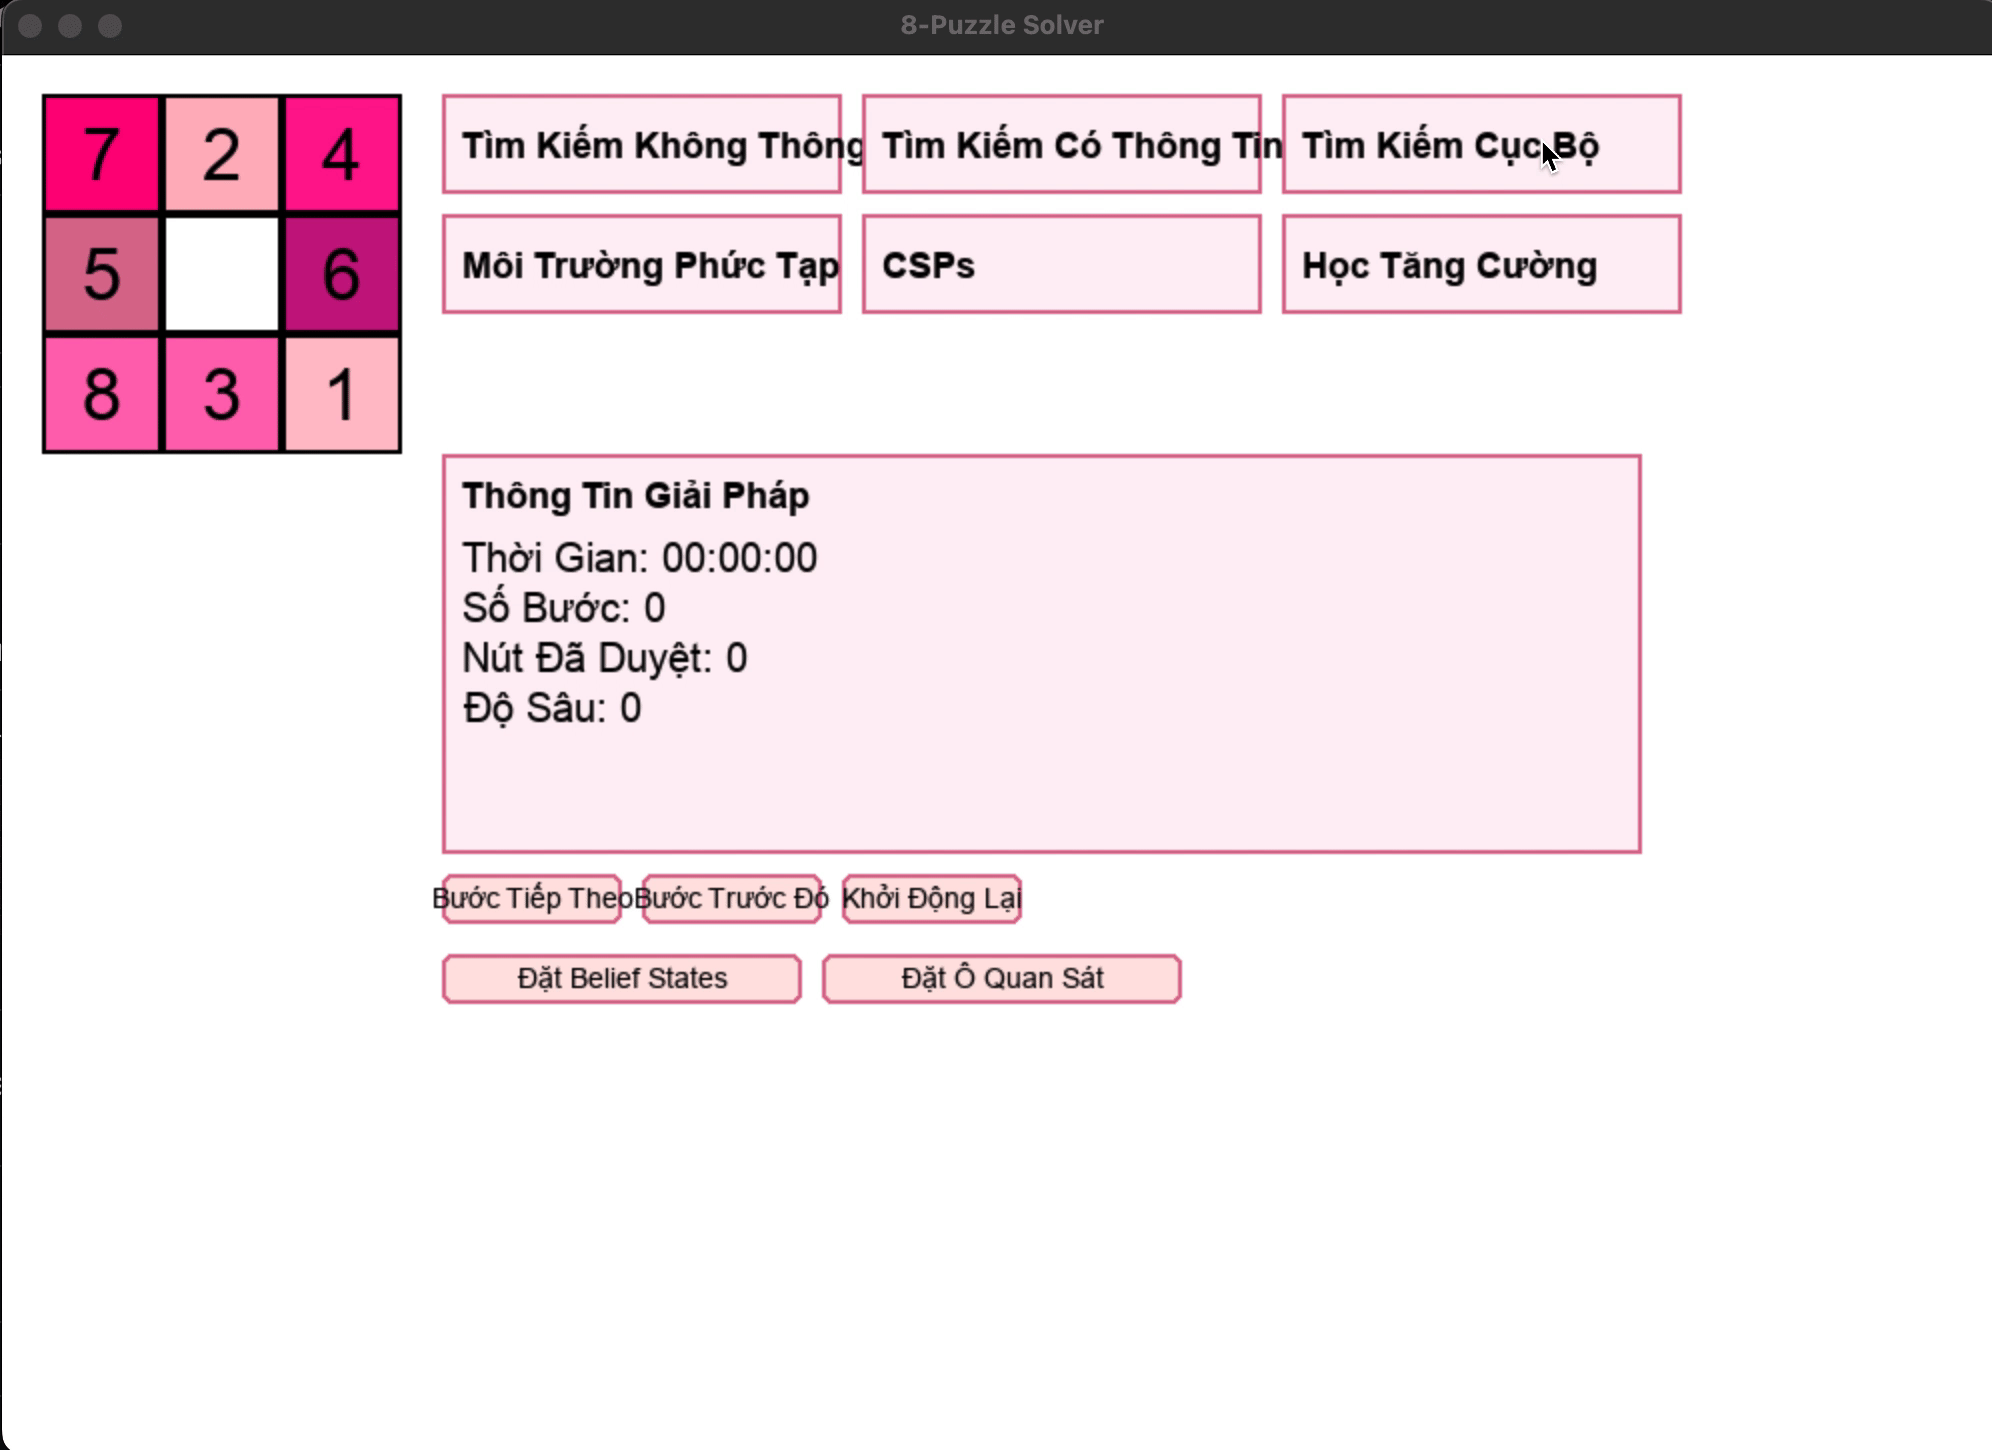 8-Puzzle Solver
7 2 4
5 6
8 3 1
Tìm Kiếm Không Thông
Tìm Kiếm Có Thông Tin
Tìm Kiếm Cục Bộ
Môi Trường Phức Tạp
CSPs
Học Tăng Cường
Thông Tin Giải Pháp
Thời Gian: 00:00:00
Số Bước: 0
Nút Đã Duyệt: 0
Độ Sâu: 0
Bước Tiếp Theo
Bước Trước Đó
Khởi Động Lại
Đặt Belief States
Đặt Ô Quan Sát